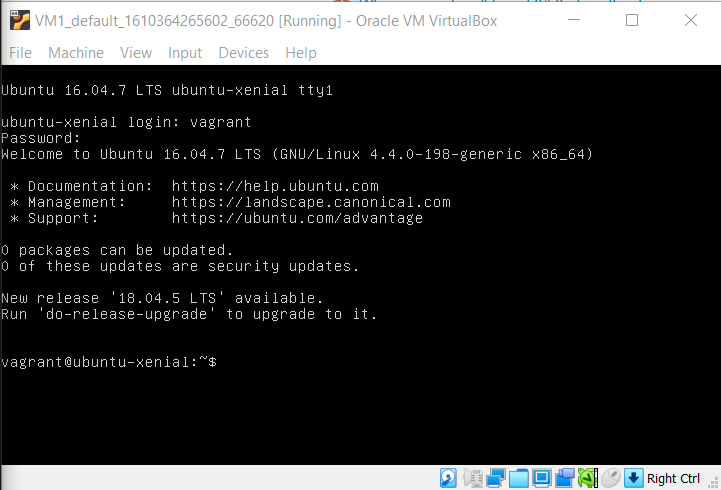 VM1_default_1610364265602_66620 [Running] - Oracle VM VirtualBox
File Machine View Input Devices Help
Ubuntu 16.04.7 LTS ubuntu-xenial tty1
ubuntu-xenial login: vagrant
Password:
Welcome to Ubuntu 16.04.7 LTS (GNU/Linux 4.4.0-198-generic x86_64)
* Documentation:  https://help.ubuntu.com
* Management:     https://landscape.canonical.com
* Support:        https://ubuntu.com/advantage
0 packages can be updated.
0 of these updates are security updates.
New release '18.04.5 LTS' available.
Run 'do-release-upgrade' to upgrade to it.
vagrant@ubuntu-xenial:~$
Right Ctrl